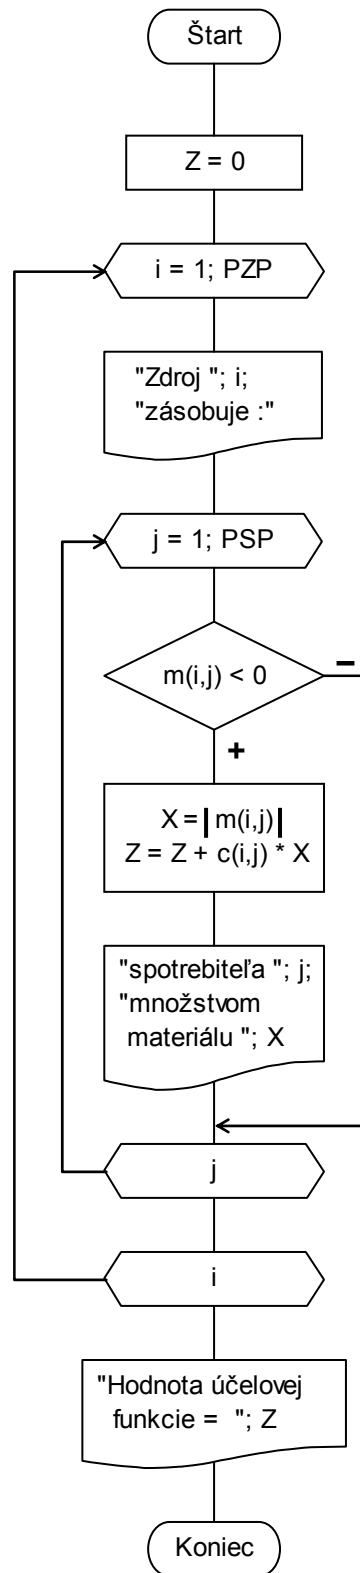 Štart
Z = 0
i = 1; PZP
"Zdroj "; i;
"zásobuje :"
j = 1; PSP
m(i,j) < 0
–
+
X = | m(i,j) |
Z = Z + c(i,j) * X
"spotrebiteľa "; j;
"množstvom
materiálu "; X
j
i
"Hodnota účelovej
funkcie = "; Z
Koniec